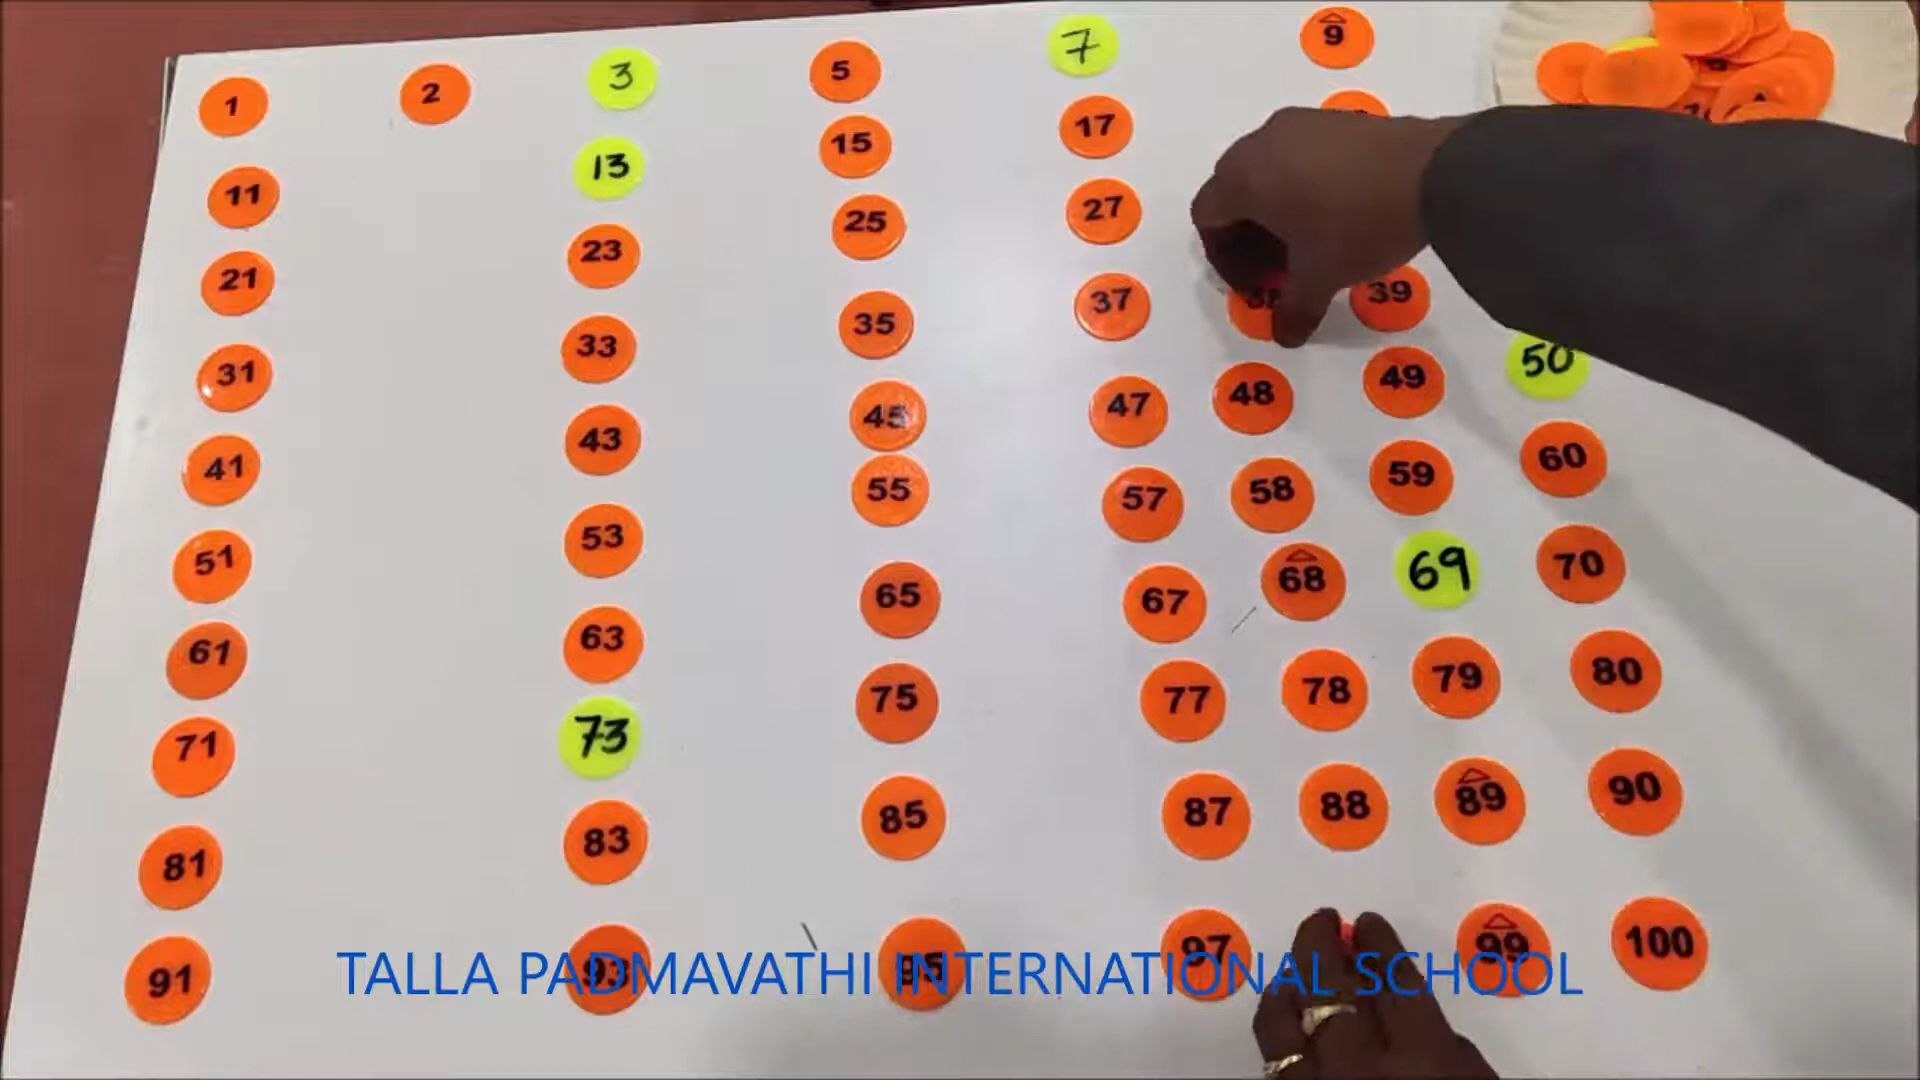 1 2 3 5 7 9
11 13 15 17
21 23 25 27
31 33 35 37 39
41 43 45 47 48 49 50
51 53 55 57 58 59 60
61 63 65 67 68 69 70
71 73 75 77 78 79 80
81 83 85 87 88 89 90
91 93 95 97 99 100
TALLA PADMAVATHI INTERNATIONAL SCHOOL